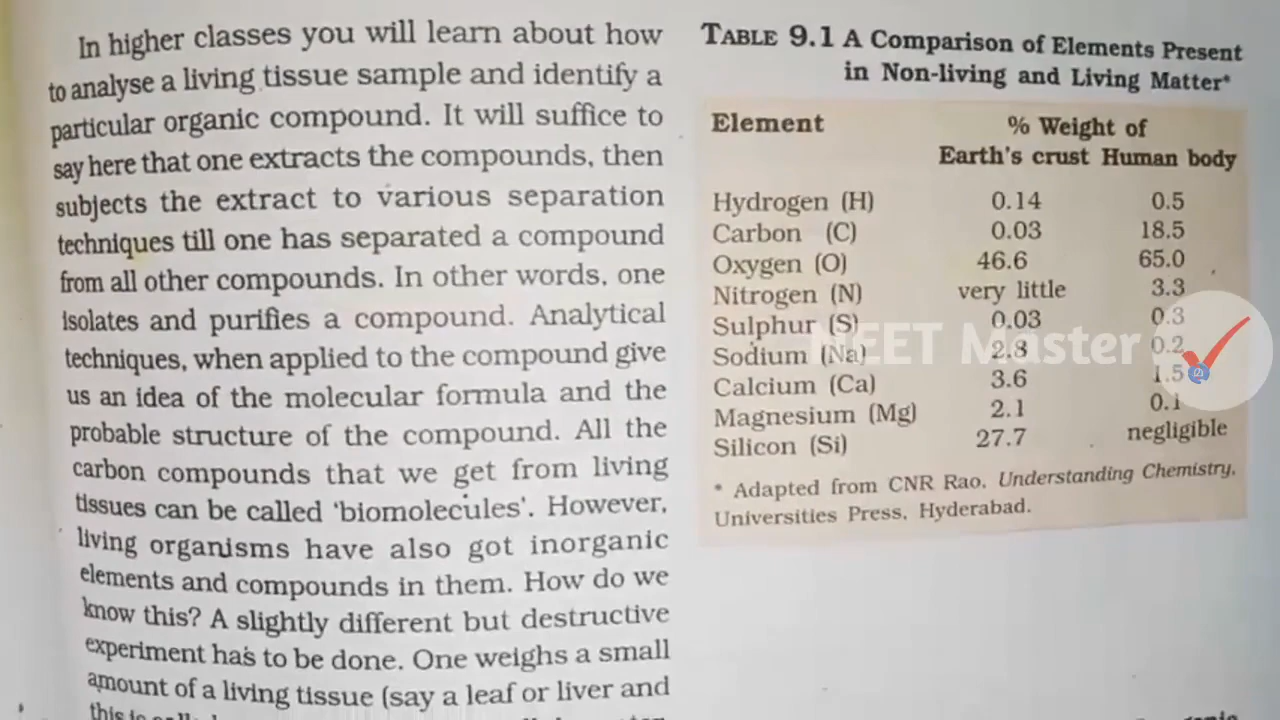 In higher classes you will learn about how
to analyse a living tissue sample and identify a
particular organic compound. It will suffice to
say here that one extracts the compounds, then
subjects the extract to various separation
techniques till one has separated a compound
from all other compounds. In other words, one
isolates and purifies a compound. Analytical
techniques, when applied to the compound give
us an idea of the molecular formula and the
probable structure of the compound. All the
carbon compounds that we get from living
tissues can be called 'biomolecules'. However,
living organisms have also got inorganic
elements and compounds in them. How do we
know this? A slightly different but destructive
experiment has to be done. One weighs a small
amount of a living tissue (say a leaf or liver and
this is
TABLE 9.1 A Comparison of Elements Present
in Non-living and Living Matter*
Element % Weight of
Earth's crust Human body
Hydrogen (H) 0.14 0.5
Carbon (C) 0.03 18.5
Oxygen (O) 46.6 65.0
Nitrogen (N) very little 3.3
Sulphur (S) 0.03 0.3
Sodium (Na) 2.8 0.2
Calcium (Ca) 3.6 1.5
Magnesium (Mg) 2.1 0.1
Silicon (Si) 27.7 negligible
* Adapted from CNR Rao, Understanding Chemistry,
Universities Press, Hyderabad.
NEET Master